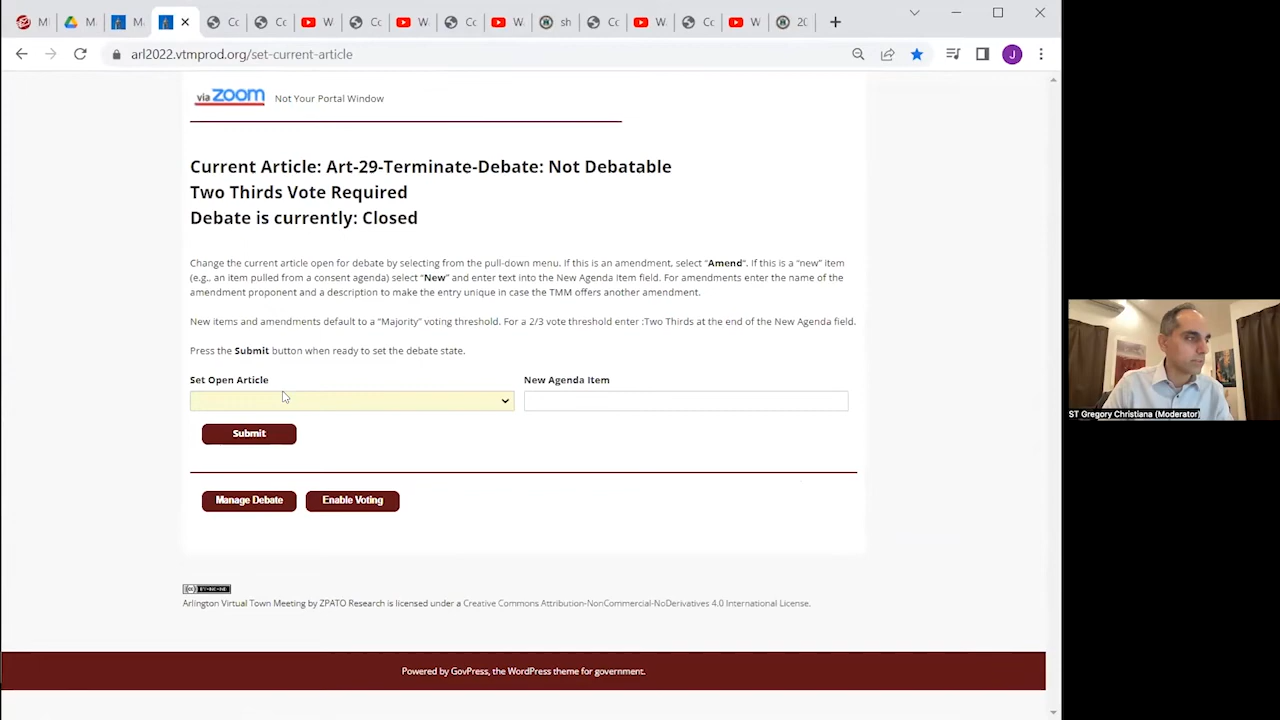 M
M
M
Co
Co
W
Co
W
Co
W
sh
Co
W
Co
W
20
arl2022.vtmprod.org/set-current-article
J
via zoom
Not Your Portal Window
Current Article: Art-29-Terminate-Debate: Not Debatable
Two Thirds Vote Required
Debate is currently: Closed
Change the current article open for debate by selecting from the pull-down menu. If this is an amendment, select "Amend". If this is a "new" item
(e.g., an item pulled from a consent agenda) select "New" and enter text into the New Agenda Item field. For amendments enter the name of the
amendment proponent and a description to make the entry unique in case the TMM offers another amendment.
New items and amendments default to a "Majority" voting threshold. For a 2/3 vote threshold enter :Two Thirds at the end of the New Agenda field.
Press the Submit button when ready to set the debate state.
Set Open Article
New Agenda Item
Submit
Manage Debate
Enable Voting
ST Gregory Christiana (Moderator)
Arlington Virtual Town Meeting by ZPATO Research is licensed under a Creative Commons Attribution-NonCommercial-NoDerivatives 4.0 International License.
Powered by GovPress, the WordPress theme for government.